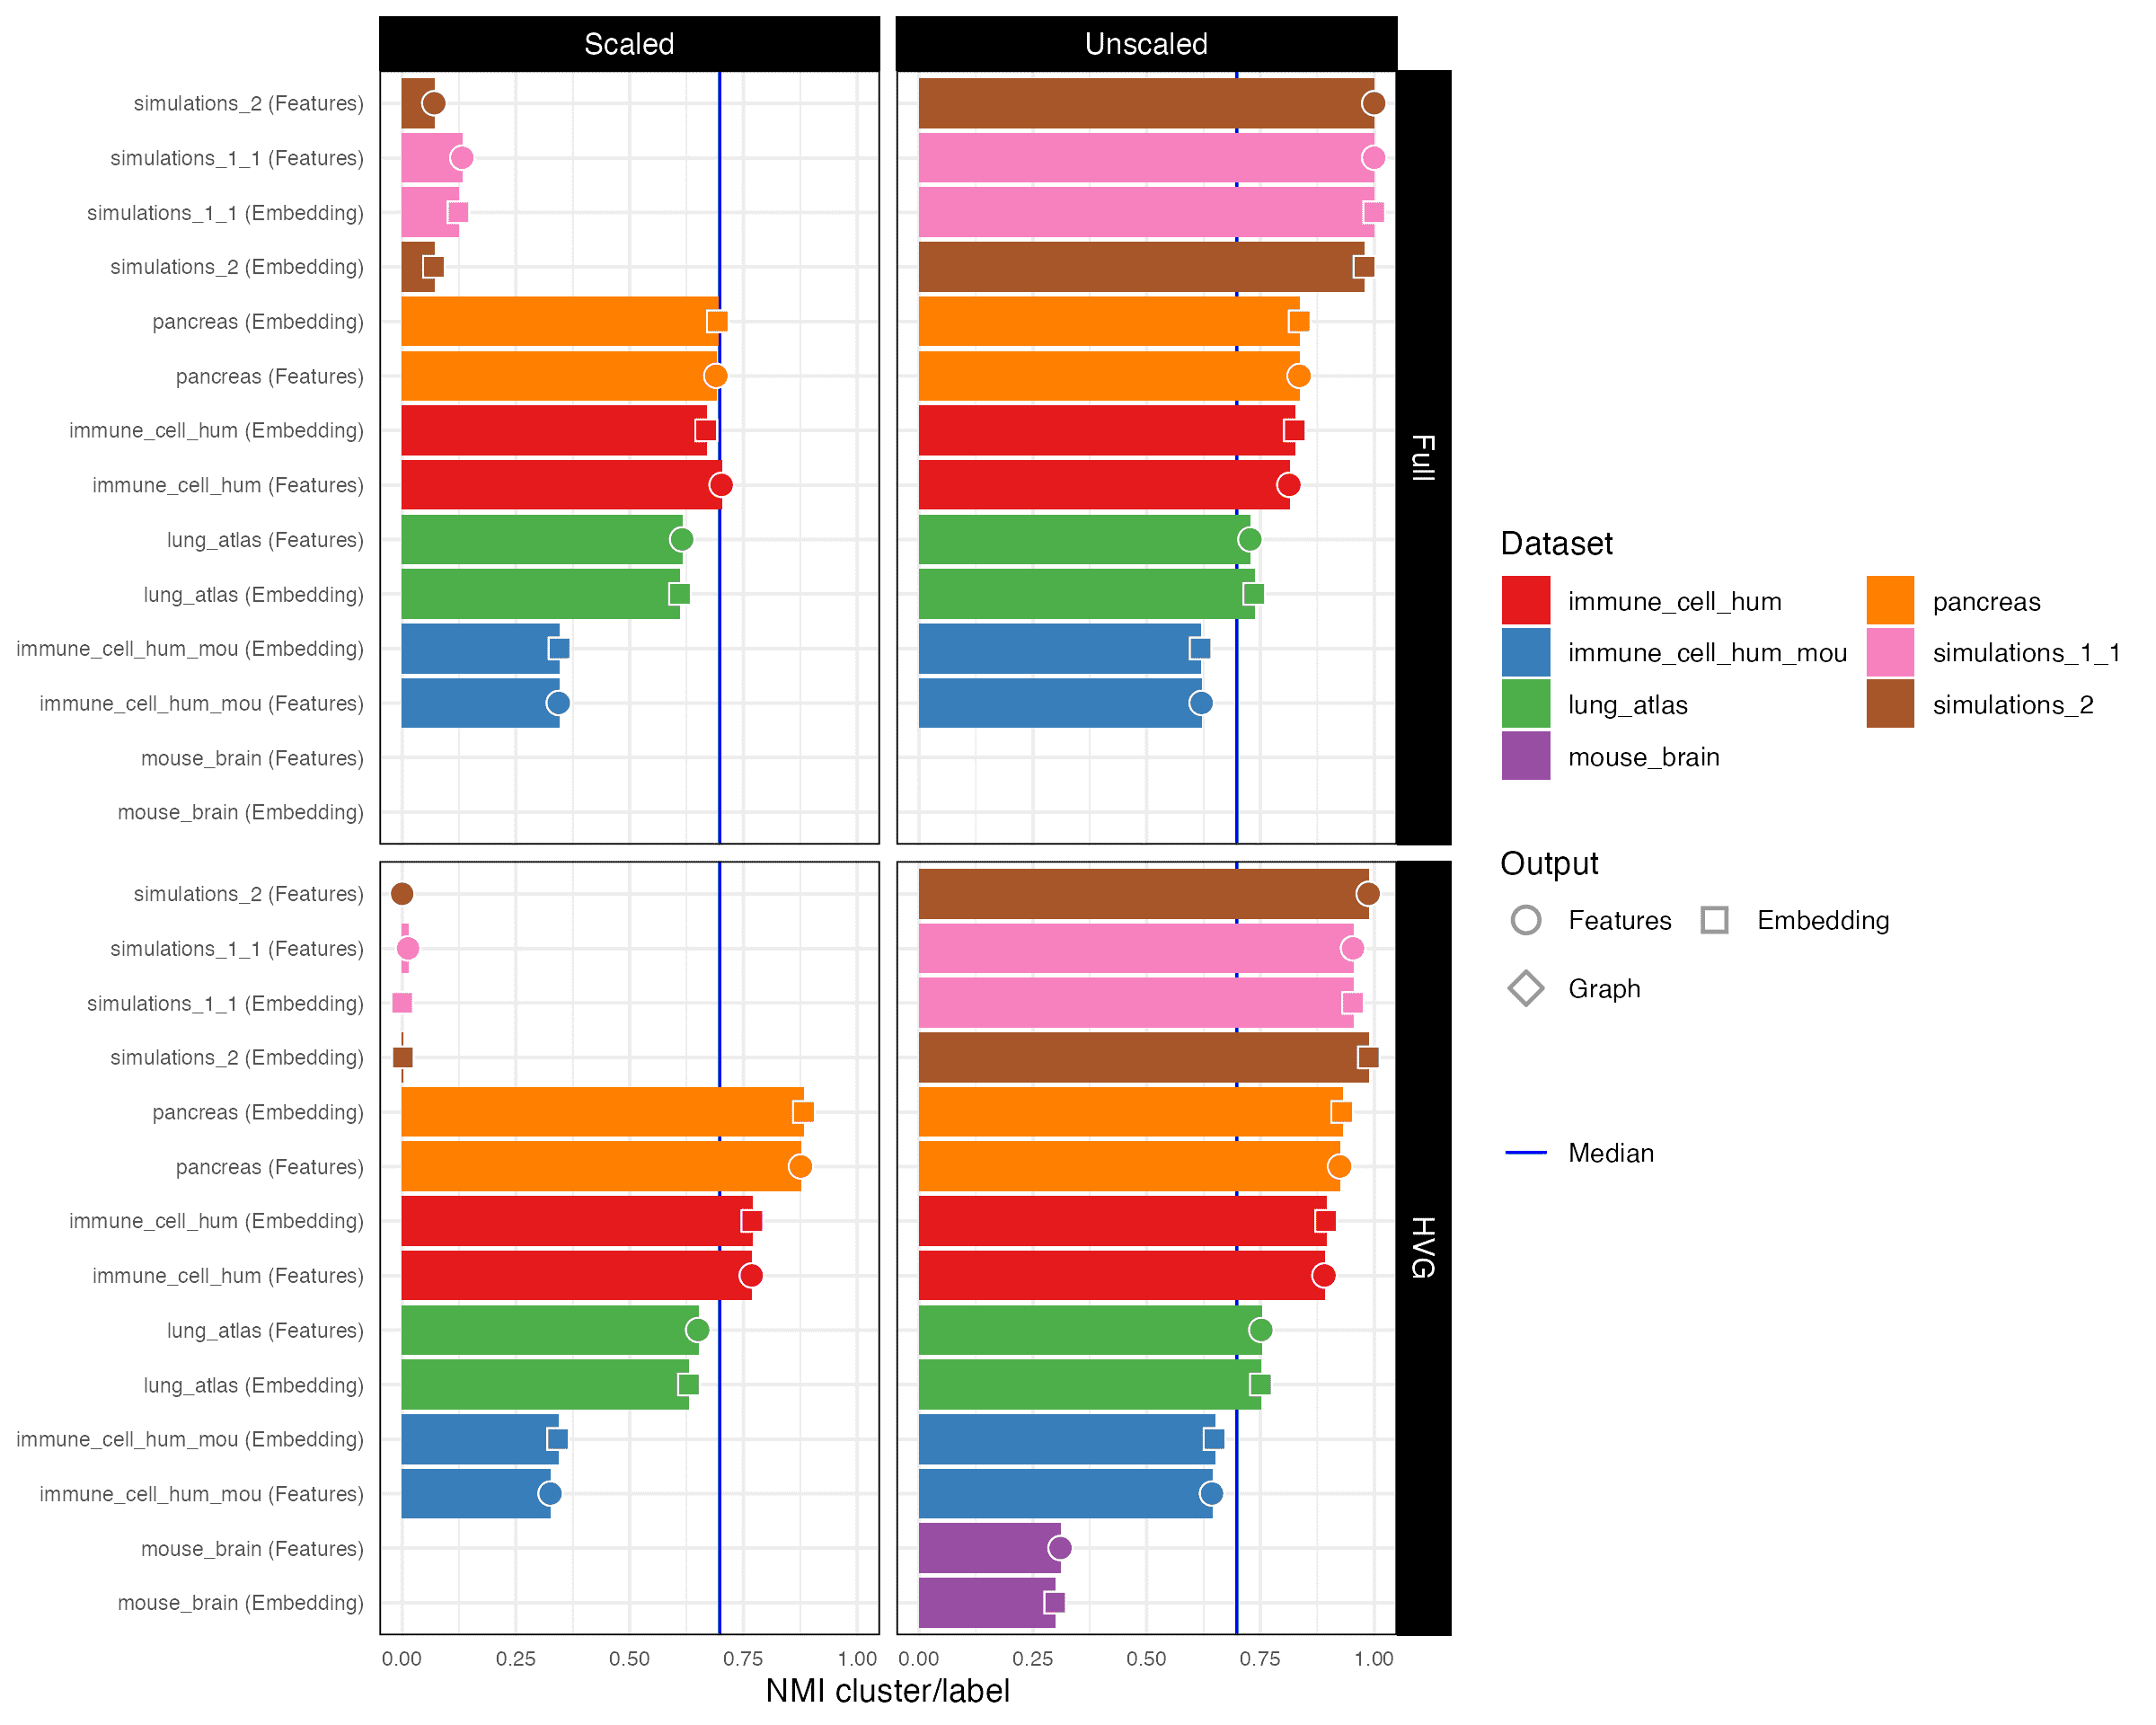 Scaled
Unscaled
simulations_2 (Features)
simulations_1_1 (Features)
simulations_1_1 (Embedding)
simulations_2 (Embedding)
pancreas (Embedding)
pancreas (Features)
immune_cell_hum (Embedding)
immune_cell_hum (Features)
lung_atlas (Features)
lung_atlas (Embedding)
immune_cell_hum_mou (Embedding)
immune_cell_hum_mou (Features)
mouse_brain (Features)
mouse_brain (Embedding)
Full
simulations_2 (Features)
simulations_1_1 (Features)
simulations_1_1 (Embedding)
simulations_2 (Embedding)
pancreas (Embedding)
pancreas (Features)
immune_cell_hum (Embedding)
immune_cell_hum (Features)
lung_atlas (Features)
lung_atlas (Embedding)
immune_cell_hum_mou (Embedding)
immune_cell_hum_mou (Features)
mouse_brain (Features)
mouse_brain (Embedding)
HVG
0.00 0.25 0.50 0.75 1.00
0.00 0.25 0.50 0.75 1.00
NMI cluster/label
Dataset
immune_cell_hum
immune_cell_hum_mou
lung_atlas
mouse_brain
pancreas
simulations_1_1
simulations_2
Output
Features
Embedding
Graph
Median